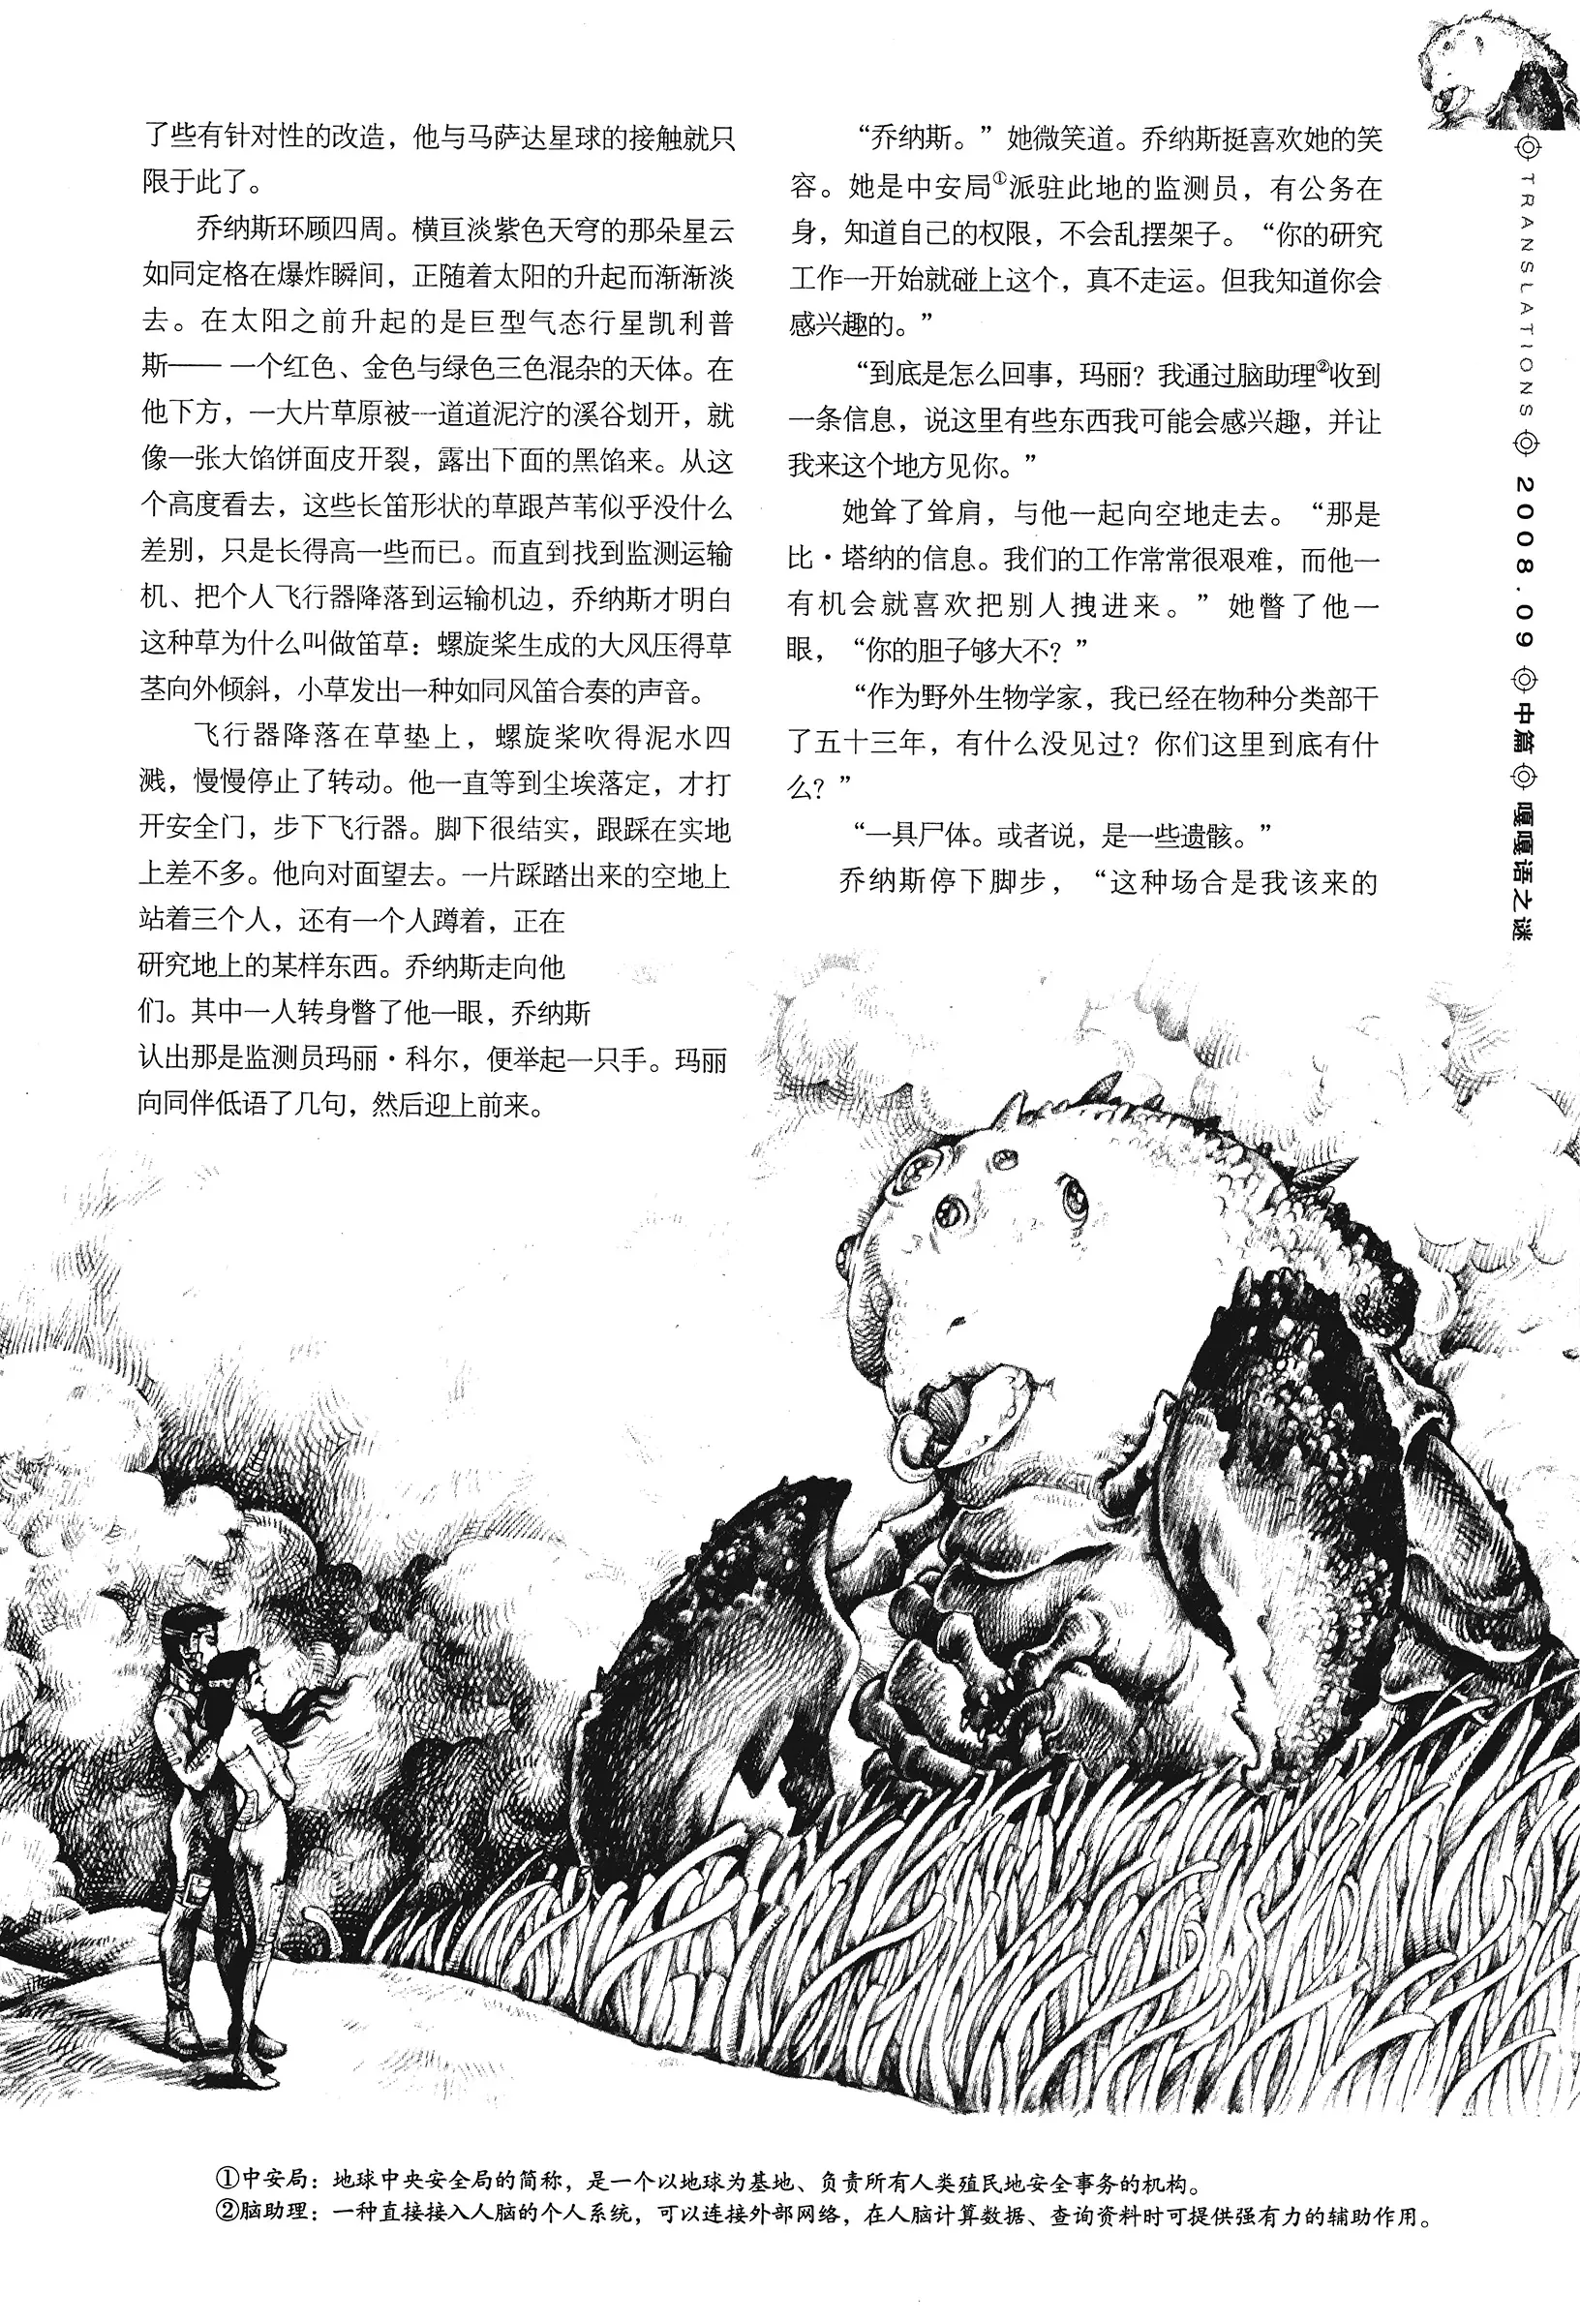 了些有针对性的改造，他与马萨达星球的接触就只
限于此了。
乔纳斯环顾四周。横亘淡紫色天穹的那朵星云
如同定格在爆炸瞬间，正随着太阳的升起而渐渐淡
去。在太阳之前升起的是巨型气态行星凯利普
斯—— 一个红色、金色与绿色三色混杂的天体。在
他下方，一大片草原被一道道泥泞的溪谷划开，就
像一张大馅饼面皮开裂，露出下面的黑馅来。从这
个高度看去，这些长笛形状的草跟芦苇似乎没什么
差别，只是长得高一些而已。而直到找到监测运输
机、把个人飞行器降落到运输机边，乔纳斯才明白
这种草为什么叫做笛草：螺旋桨生成的大风压得草
茎向外倾斜，小草发出一种如同风笛合奏的声音。
飞行器降落在草垫上，螺旋桨吹得泥水四
溅，慢慢停止了转动。他一直等到尘埃落定，才打
开安全门，步下飞行器。脚下很结实，跟踩在实地
上差不多。他向对面望去。一片踩踏出来的空地上
站着三个人，还有一个人蹲着，正在
研究地上的某样东西。乔纳斯走向他
们。其中一人转身瞥了他一眼，乔纳斯
认出那是监测员玛丽·科尔，便举起一只手。玛丽
向同伴低语了几句，然后迎上前来。
“乔纳斯。”她微笑道。乔纳斯挺喜欢她的笑
容。她是中安局①派驻此地的监测员，有公务在
身，知道自己的权限，不会乱摆架子。“你的研究
工作一开始就碰上这个，真不走运。但我知道你会
感兴趣的。”
“到底是怎么回事，玛丽？我通过脑助理②收到
一条信息，说这里有些东西我可能会感兴趣，并让
我来这个地方见你。”
她耸了耸肩，与他一起向空地走去。“那是
比·塔纳的信息。我们的工作常常很艰难，而他一
有机会就喜欢把别人拽进来。”她瞥了他一
眼，“你的胆子够大不？”
“作为野外生物学家，我已经在物种分类部干
了五十三年，有什么没见过？你们这里到底有什
么？”
“一具尸体。或者说，是一些遗骸。”
乔纳斯停下脚步，“这种场合是我该来的
TRANSLATIONS 2008.09 中篇 嘎嘎语之谜
①中安局：地球中央安全局的简称，是一个以地球为基地、负责所有人类殖民地安全事务的机构。
②脑助理：一种直接接入人脑的个人系统，可以连接外部网络，在人脑计算数据、查询资料时可提供强有力的辅助作用。